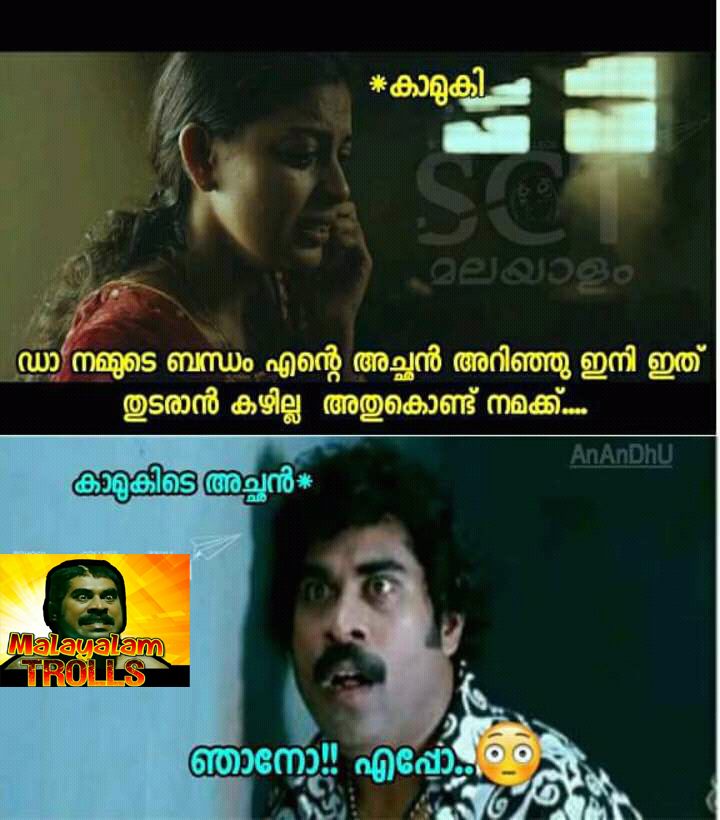 *കാമുകി
SCT
മലയാളം
ഡാ നമ്മുടെ ബന്ധം എന്റെ അച്ഛൻ അറിഞ്ഞു ഇനി ഇത്
തുടരാൻ കഴില്ല അതുകൊണ്ട് നമക്ക്....
AnAnDhU
കാമുകിടെ അച്ഛൻ*
Malayalam
TROLLS
ഞാനോ!! എപ്പോ..